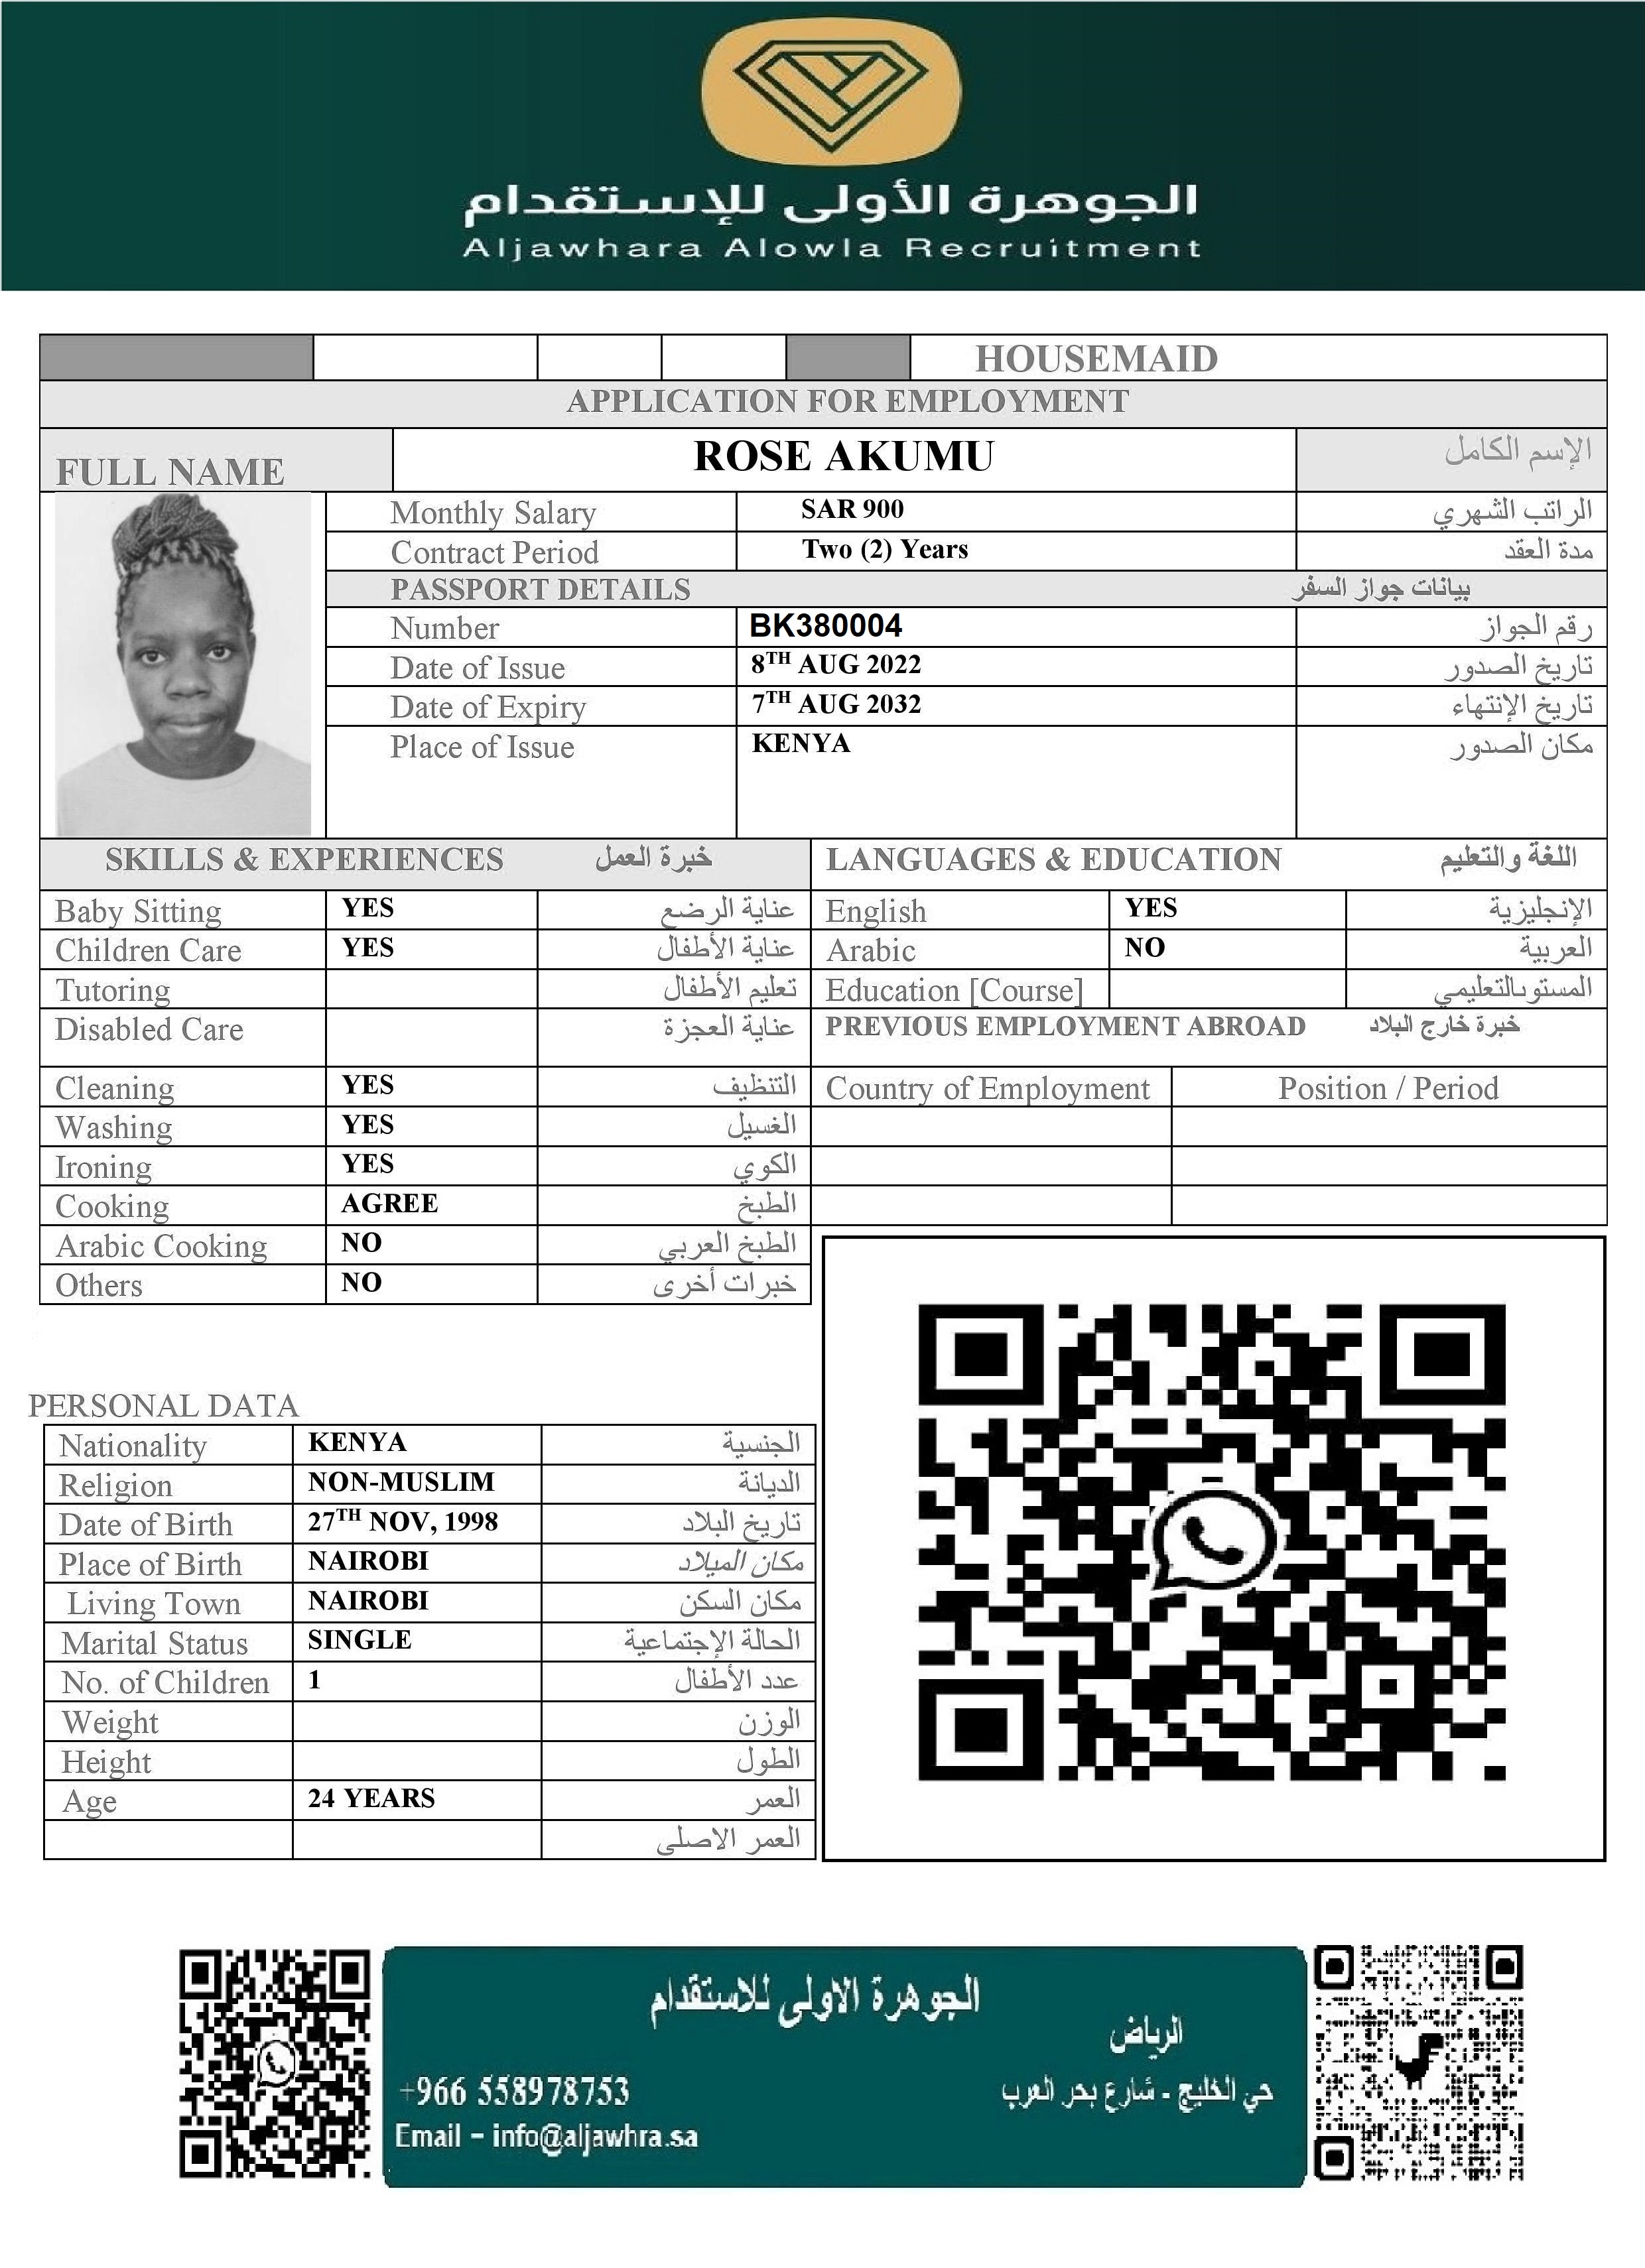 الجوهرة الأولى للإستقدام
Aljawhara Alowla Recruitment
HOUSEMAID
APPLICATION FOR EMPLOYMENT
FULL NAME ROSE AKUMU الإسم الكامل
Monthly Salary SAR 900 الراتب الشهري
Contract Period Two (2) Years مدة العقد
PASSPORT DETAILS بيانات جواز السفر
Number BK380004 رقم الجواز
Date of Issue 8TH AUG 2022 تاريخ الصدور
Date of Expiry 7TH AUG 2032 تاريخ الإنتهاء
Place of Issue KENYA مكان الصدور
SKILLS & EXPERIENCES خبرة العمل
Baby Sitting YES عناية الرضع
Children Care YES عناية الأطفال
Tutoring تعليم الأطفال
Disabled Care عناية العجزة
Cleaning YES التنظيف
Washing YES الغسيل
Ironing YES الكوي
Cooking AGREE الطبخ
Arabic Cooking NO الطبخ العربي
Others NO خبرات أخرى
LANGUAGES & EDUCATION اللغة والتعليم
English YES الإنجليزية
Arabic NO العربية
Education [Course] المستوىالتعليمي
PREVIOUS EMPLOYMENT ABROAD خبرة خارج البلاد
Country of Employment Position / Period
PERSONAL DATA
Nationality KENYA الجنسية
Religion NON-MUSLIM الديانة
Date of Birth 27TH NOV, 1998 تاريخ البلاد
Place of Birth NAIROBI مكان الميلاد
Living Town NAIROBI مكان السكن
Marital Status SINGLE الحالة الإجتماعية
No. of Children 1 عدد الأطفال
Weight الوزن
Height الطول
Age 24 YEARS العمر
العمر الاصلى
الجوهرة الاولى للاستقدام
الرياض
حي الخليج - شارع بحر العرب
+966 558978753
Email - info@aljawhra.sa